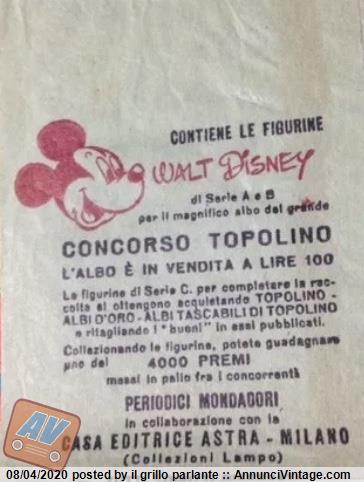 CONTIENE LE FIGURINE
WALT DISNEY
di Serie A e B
per il magnifico albo del grande
CONCORSO TOPOLINO
L'ALBO È IN VENDITA A LIRE 100
Le figurine di Serie C. per completare la rac-
colta si ottengono acquistando TOPOLINO -
ALBI D'ORO - ALBI TASCABILI DI TOPOLINO
e ritagliando i "buoni" in essi pubblicati.
Collezionando le figurine, potete guadagnare
uno dei 4000 PREMI
messi in palio fra i concorrenti
PERIODICI MONDADORI
in collaborazione con la
CASA EDITRICE ASTRA - MILANO
(Collezioni Lampo)
AV
08/04/2020 posted by il grillo parlante :: AnnunciVintage.com